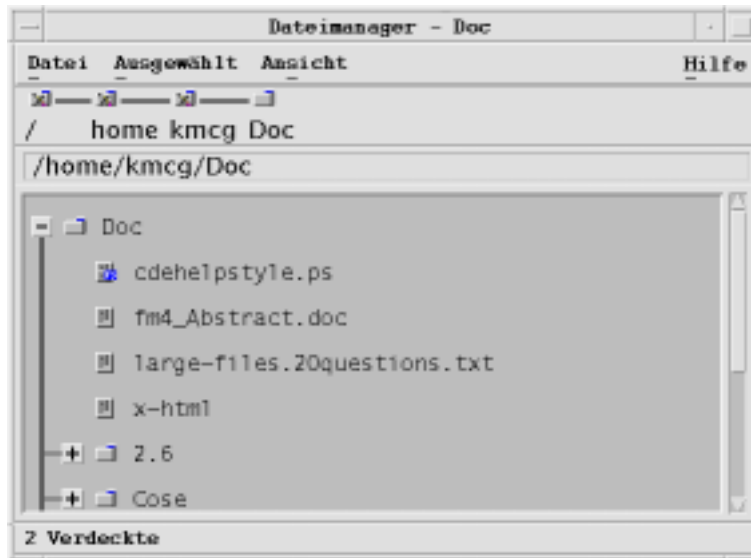 Dateimanager - Doc
Datei Ausgewählt Ansicht Hilfe
/ home kmcg Doc
/home/kmcg/Doc
Doc
cdehelpstyle.ps
fm4_Abstract.doc
large-files.20questions.txt
x-html
2.6
Cose
2 Verdeckte